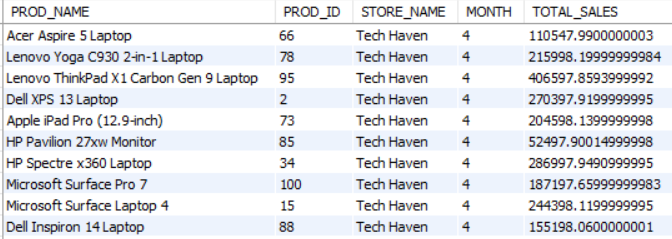 PROD_NAME PROD_ID STORE_NAME MONTH TOTAL_SALES
Acer Aspire 5 Laptop 66 Tech Haven 4 110547.9900000003
Lenovo Yoga C930 2-in-1 Laptop 78 Tech Haven 4 215998.19999999984
Lenovo ThinkPad X1 Carbon Gen 9 Laptop 95 Tech Haven 4 406597.8599999992
Dell XPS 13 Laptop 2 Tech Haven 4 270397.9199999995
Apple iPad Pro (12.9-inch) 73 Tech Haven 4 204598.1399999998
HP Pavilion 27xw Monitor 85 Tech Haven 4 52497.90014999998
HP Spectre x360 Laptop 34 Tech Haven 4 286997.9490999995
Microsoft Surface Pro 7 100 Tech Haven 4 187197.65999999983
Microsoft Surface Laptop 4 15 Tech Haven 4 244398.1199999995
Dell Inspiron 14 Laptop 88 Tech Haven 4 155198.0600000001